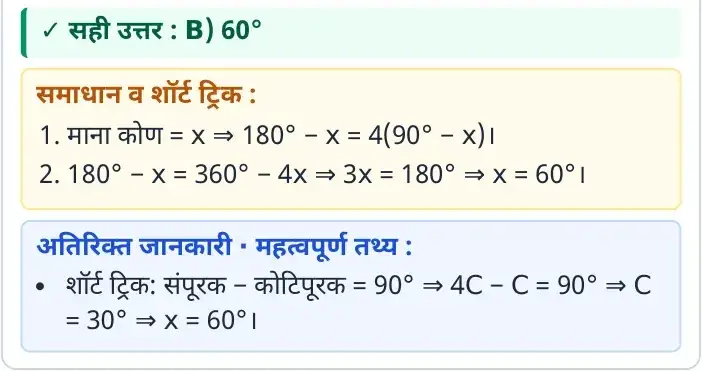 ✓ सही उत्तर : B) 60°
समाधान व शॉर्ट ट्रिक :
1. माना कोण = x ⇒ 180° − x = 4(90° − x)।
2. 180° − x = 360° − 4x ⇒ 3x = 180° ⇒ x = 60°।
अतिरिक्त जानकारी · महत्वपूर्ण तथ्य :
• शॉर्ट ट्रिक: संपूरक − कोटिपूरक = 90° ⇒ 4C − C = 90° ⇒ C
= 30° ⇒ x = 60°।